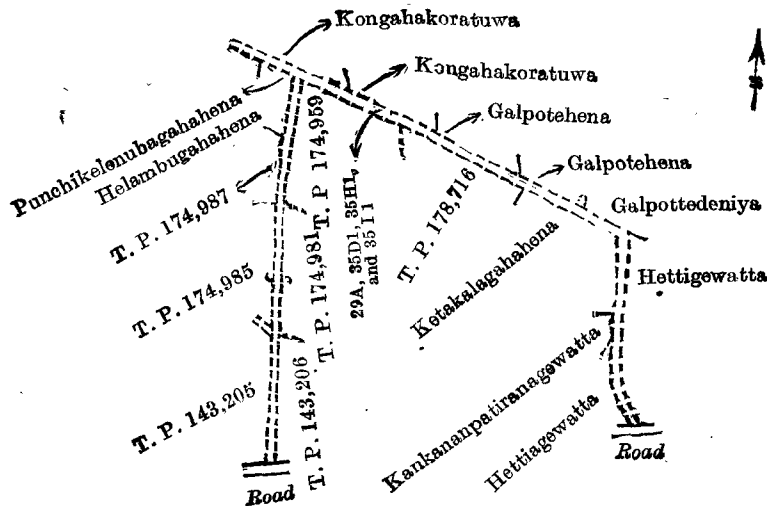 Kongahakoratuwa
Kongahakoratuwa
Galpotehena
Galpotehena
Galpottedeniya
Hettigewatta
Punchikelenubagahahena
Helambugahahena
T. P. 174,987
T. P. 174,985
T. P. 143,205
T. P 174,959
T. P. 174,981
T. P. 143,206
29A, 35D1, 35H1,
and 35 I 1
T. P. 178,716
Ketakalagahahena
Kankananpatiranagewatta
Hettiagewatta
Road
Road